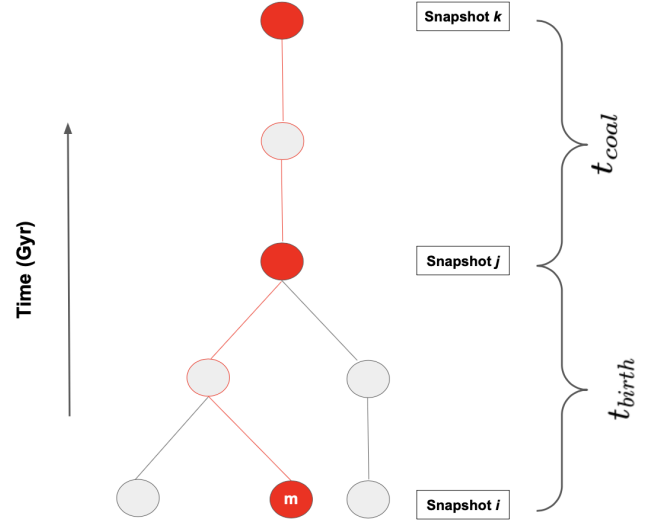 Snapshot k
t_coal
Time (Gyr)
Snapshot j
t_birth
m
Snapshot i